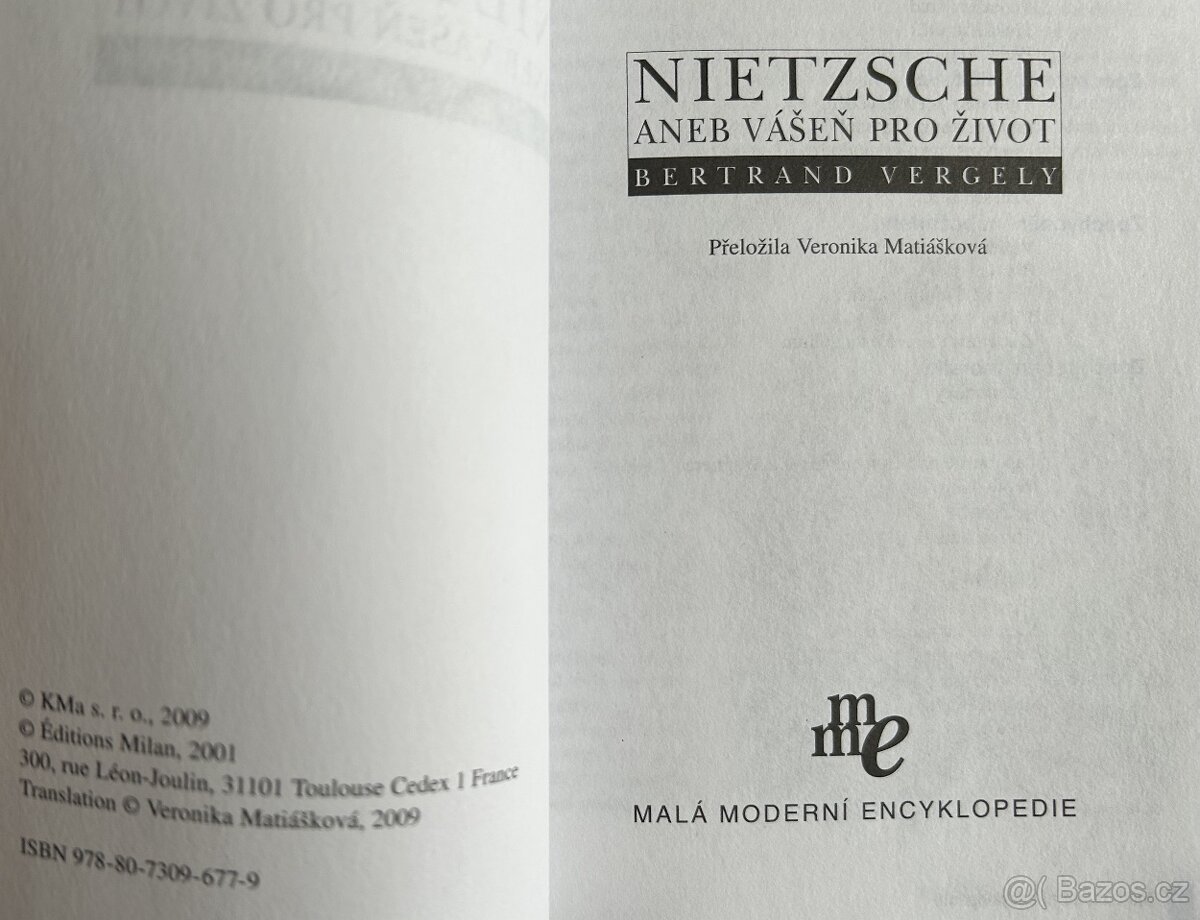 © KMa s. r. o., 2009
© Éditions Milan, 2001
300, rue Léon-Joulin, 31101 Toulouse Cedex 1 France
Translation © Veronika Matiášková, 2009
ISBN 978-80-7309-677-9
NIETZSCHE
ANEB VÁŠEŇ PRO ŽIVOT
BERTRAND VERGELY
Přeložila Veronika Matiášková
m
me
MALÁ MODERNÍ ENCYKLOPEDIE
@( Bazos.cz